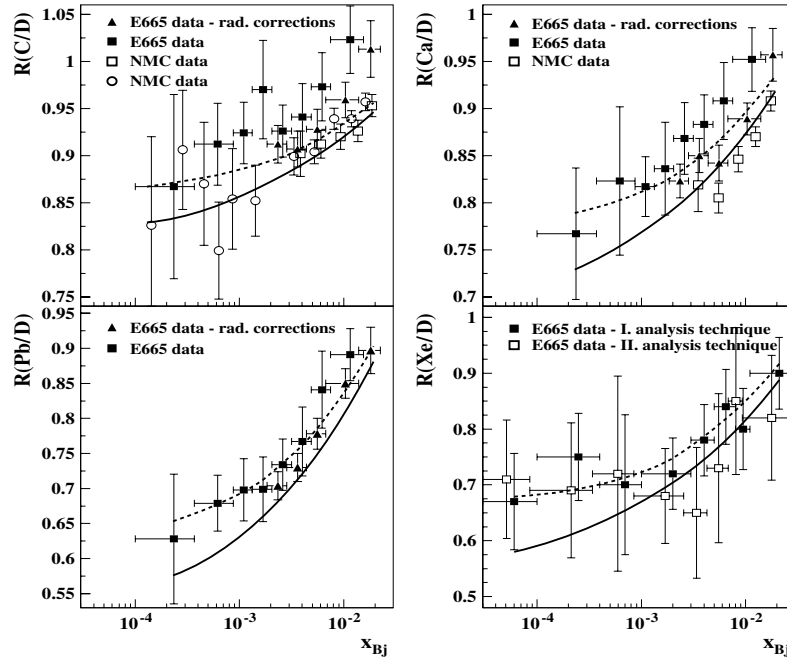 R(C/D)
1.05
1
0.95
0.9
0.85
0.8
0.75
E665 data - rad. corrections
E665 data
NMC data
NMC data
R(Ca/D)
1
0.95
0.9
0.85
0.8
0.75
0.7
E665 data - rad. corrections
E665 data
NMC data
R(Pb/D)
0.95
0.9
0.85
0.8
0.75
0.7
0.65
0.6
0.55
E665 data - rad. corrections
E665 data
10-4 10-3 10-2
xBj
R(Xe/D)
1
0.9
0.8
0.7
0.6
0.5
E665 data - I. analysis technique
E665 data - II. analysis technique
10-4 10-3 10-2
xBj